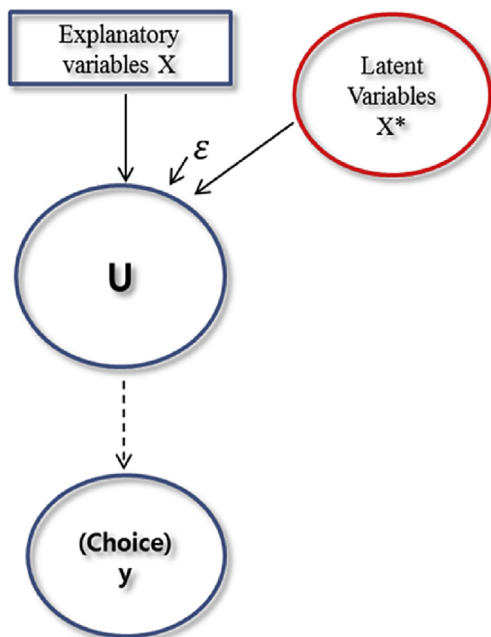 Explanatory
variables X
Latent
Variables
X*
ε
U
(Choice)
y